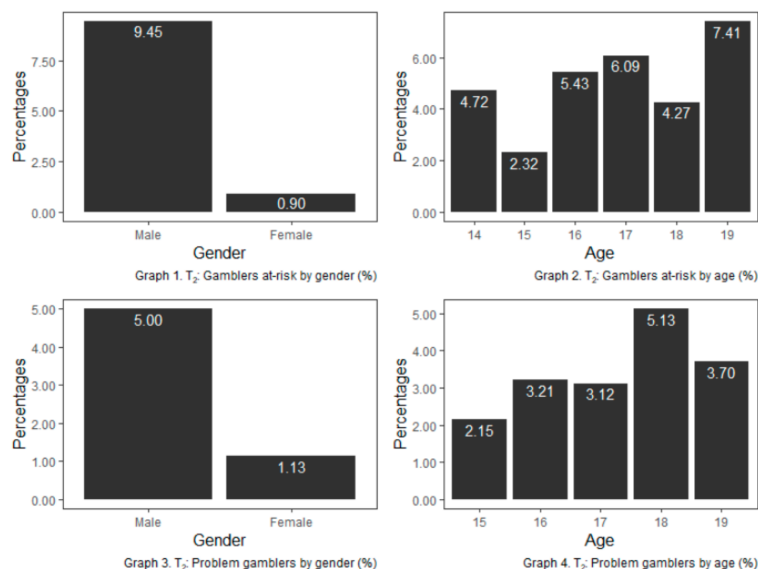 Percentages
7.50
5.00
2.50
0.00
9.45
0.90
Male Female
Gender
Graph 1. T2: Gamblers at-risk by gender (%)
Percentages
6.00
4.00
2.00
0.00
4.72
2.32
5.43
6.09
4.27
7.41
14 15 16 17 18 19
Age
Graph 2. T2: Gamblers at-risk by age (%)
Percentages
5.00
4.00
3.00
2.00
1.00
0.00
5.00
1.13
Male Female
Gender
Graph 3. T2: Problem gamblers by gender (%)
Percentages
5.00
4.00
3.00
2.00
1.00
0.00
2.15
3.21
3.12
5.13
3.70
15 16 17 18 19
Age
Graph 4. T2: Problem gamblers by age (%)